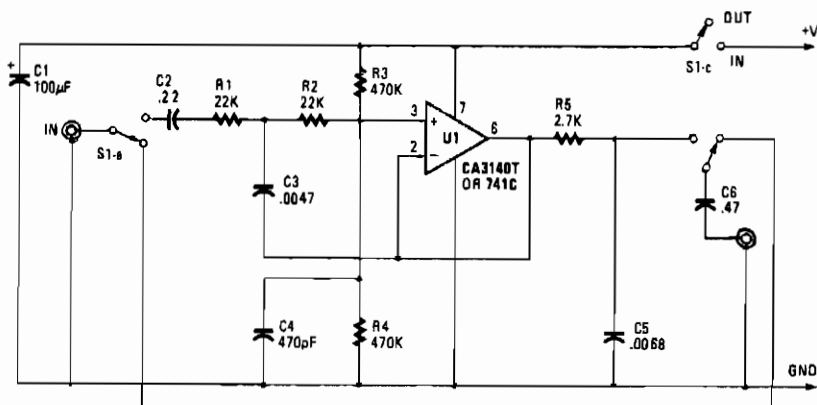 OUT
+V
S1-c
IN
+
C1
100µF
C2
.22
R1
22K
R2
22K
R3
470K
IN
S1-a
3
+
7
6
U1
2
−
CA3140T
OR 741C
R5
2.7K
C3
.0047
C6
.47
C4
470pF
R4
470K
C5
.0068
GND